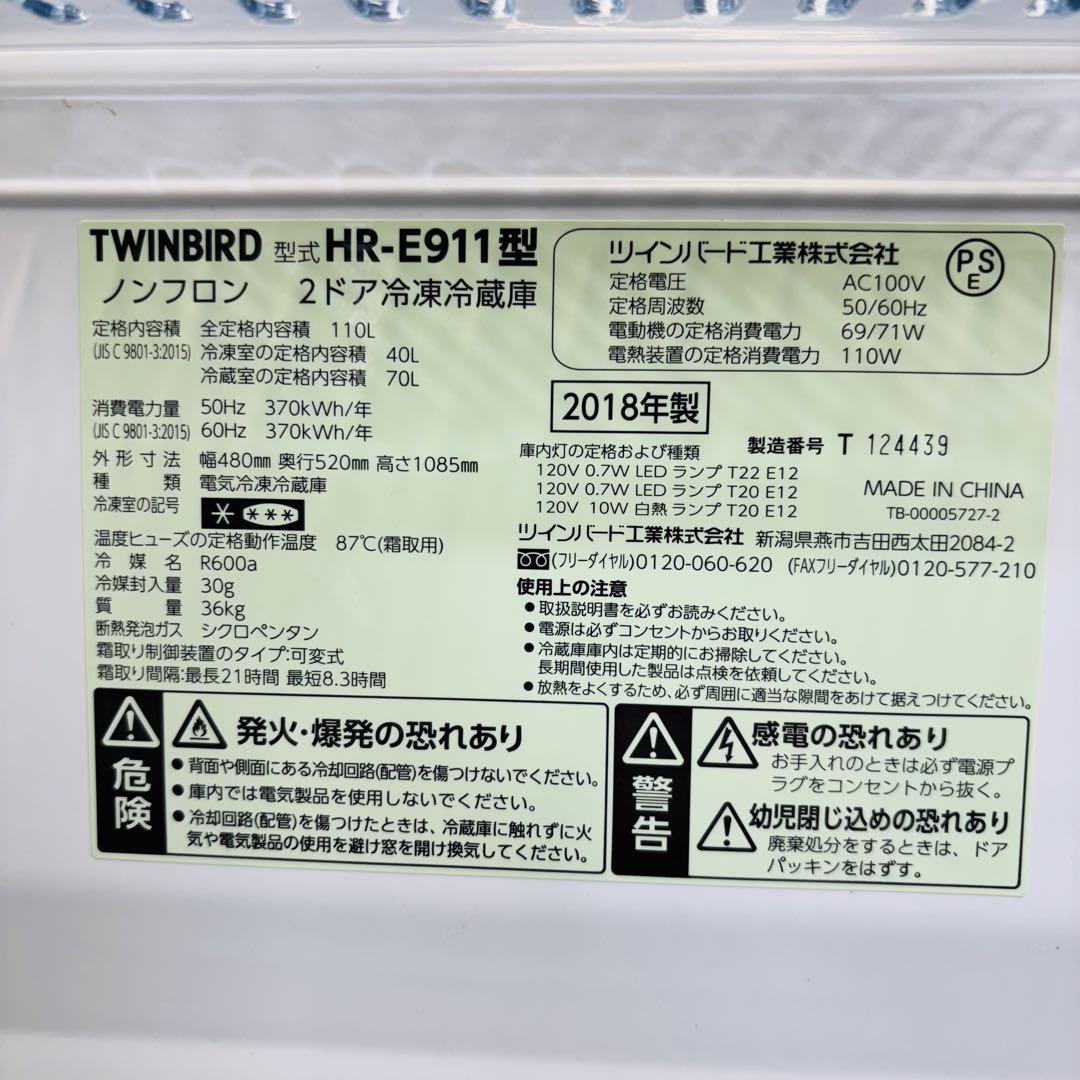 TWINBIRD 型式 HR-E911型
ノンフロン 2ドア冷凍冷蔵庫
定格内容積 全定格内容積 110L
(JIS C 9801-3:2015) 冷凍室の定格内容積 40L
冷蔵室の定格内容積 70L
消費電力量 50Hz 370kWh/年
(JIS C 9801-3:2015) 60Hz 370kWh/年
外形寸法 幅480mm 奥行520mm 高さ1085mm
種類 電気冷凍冷蔵庫
冷凍室の記号
温度ヒューズの定格動作温度 87℃(霜取用)
冷媒名 R600a
冷媒封入量 30g
質量 36kg
断熱発泡ガス シクロペンタン
霜取り制御装置のタイプ:可変式
霜取り間隔:最長21時間 最短8.3時間
ツインバード工業株式会社
PSE
定格電圧 AC100V
定格周波数 50/60Hz
電動機の定格消費電力 69/71W
電熱装置の定格消費電力 110W
2018年製
製造番号 T 124439
庫内灯の定格および種類
120V 0.7W LED ランプ T22 E12
120V 0.7W LED ランプ T20 E12
120V 10W 白熱 ランプ T20 E12
MADE IN CHINA
TB-00005727-2
ツインバード工業株式会社 新潟県燕市吉田西太田2084-2
(フリーダイヤル)0120-060-620 (FAXフリーダイヤル)0120-577-210
使用上の注意
●取扱説明書を必ずお読みください。
●電源は必ずコンセントからお取りください。
●冷蔵庫庫内は定期的にお掃除してください。
長期間使用した製品は点検を依頼してください。
●放熱をよくするため、必ず周囲に適当な隙間をあけて据えつけてください。
危険
発火・爆発の恐れあり
●背面や側面にある冷却回路(配管)を傷つけないでください。
●庫内では電気製品を使用しないでください。
●冷却回路(配管)を傷つけたときは、冷蔵庫に触れずに火
気や電気製品の使用を避け窓を開け換気してください。
警告
感電の恐れあり
お手入れのときは必ず電源プ
ラグをコンセントから抜く。
幼児閉じ込めの恐れあり
廃棄処分をするときは、ドア
パッキンをはずす。